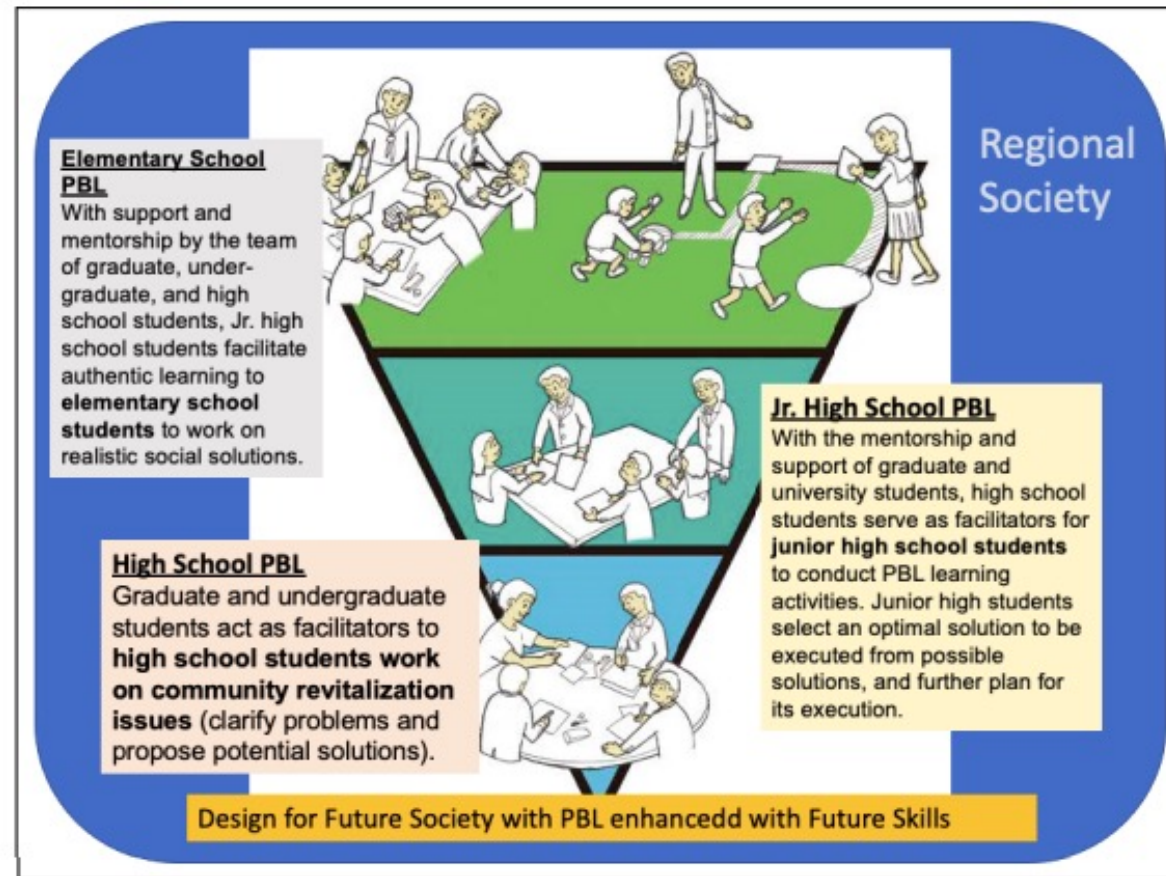 Regional
Society
Elementary School
PBL
With support and
mentorship by the team
of graduate, under-
graduate, and high
school students, Jr. high
school students facilitate
authentic learning to
elementary school
students to work on
realistic social solutions.
Jr. High School PBL
With the mentorship and
support of graduate and
university students, high school
students serve as facilitators for
junior high school students
to conduct PBL learning
activities. Junior high students
select an optimal solution to be
executed from possible
solutions, and further plan for
its execution.
High School PBL
Graduate and undergraduate
students act as facilitators to
high school students work
on community revitalization
issues (clarify problems and
propose potential solutions).
Design for Future Society with PBL enhancedd with Future Skills